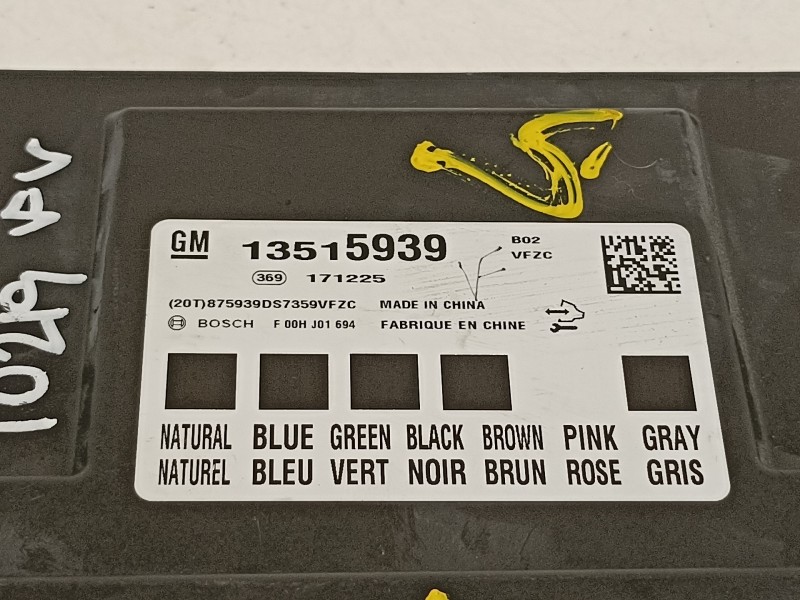 GM 13515939 B02
VFZC
369 171225
(20T)875939DS7359VFZC MADE IN CHINA
BOSCH F 00H J01 694 FABRIQUE EN CHINE
NATURAL BLUE GREEN BLACK BROWN PINK GRAY
NATUREL BLEU VERT NOIR BRUN ROSE GRIS